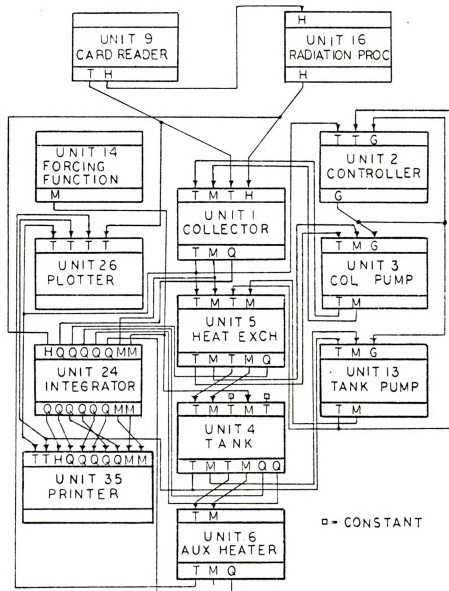 H
UNIT 9
CARD READER
T H
UNIT 16
RADIATION PROC
H
UNIT 14
FORCING
FUNCTION
M
T T G
UNIT 2
CONTROLLER
G
T M T H
UNIT 1
COLLECTOR
T M Q
T T T T
UNIT 26
PLOTTER
T M G
UNIT 3
COL PUMP
T M
T M T M
UNIT 5
HEAT EXCH
T M T M Q
H Q Q Q Q Q M M
UNIT 24
INTEGRATOR
Q Q Q Q Q Q M M
T M G
UNIT 13
TANK PUMP
T M
T M T M T
UNIT 4
TANK
T M T M Q Q
T T H Q Q Q Q Q M M
UNIT 35
PRINTER
- CONSTANT
T M
UNIT 6
AUX HEATER
T M Q